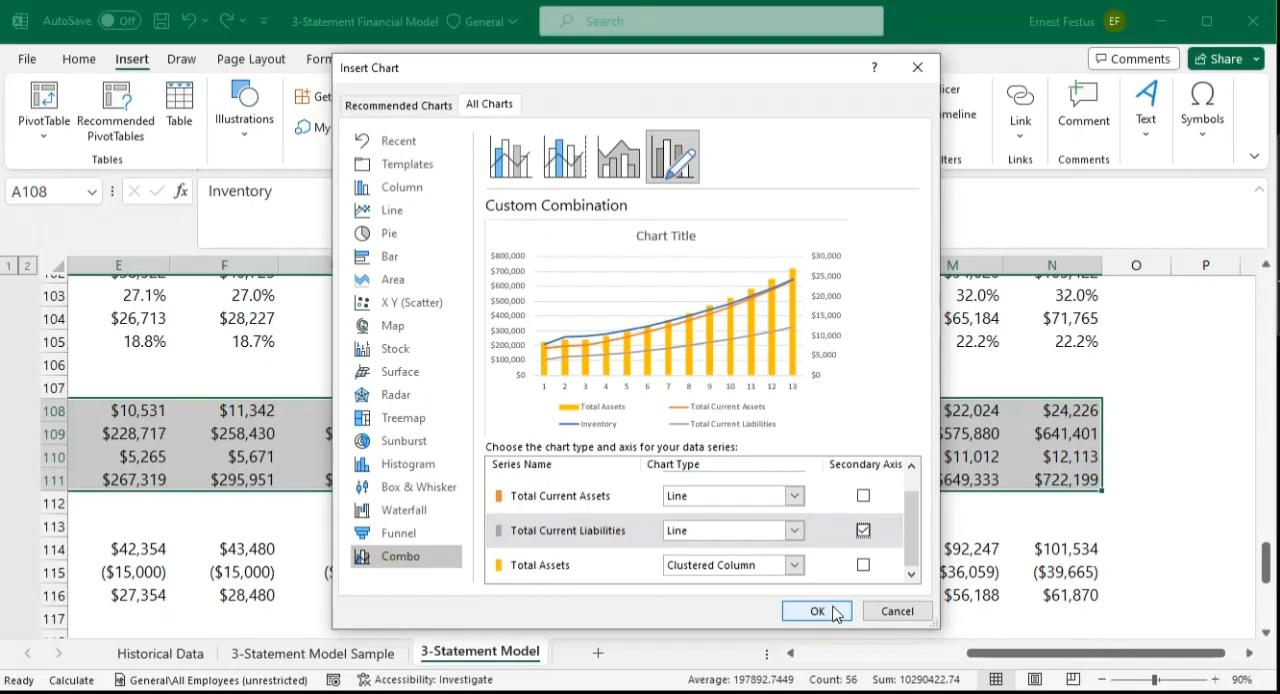 AutoSave Off 3-Statement Financial Model General Search Ernest Festus EF
File Home Insert Draw Page Layout Comments Share
PivotTable Recommended PivotTables Table Illustrations Link Comment Text Symbols
Tables Links Comments
A108 fx Inventory
Insert Chart ?
Recommended Charts All Charts
Recent
Templates
Column
Line
Pie
Bar
Area
X Y (Scatter)
Map
Stock
Surface
Radar
Treemap
Sunburst
Histogram
Box & Whisker
Waterfall
Funnel
Combo
Custom Combination
Chart Title
$800,000 $30,000
$700,000 $25,000
$600,000 $20,000
$500,000 $15,000
$400,000 $10,000
$300,000 $5,000
$200,000 $0
$100,000
$0
1 2 3 4 5 6 7 8 9 10 11 12 13
Total Assets Total Current Assets
Inventory Total Current Liabilities
Choose the chart type and axis for your data series:
Series Name Chart Type Secondary Axis
Total Current Assets Line
Total Current Liabilities Line
Total Assets Clustered Column
OK Cancel
1 2 E F M N O P
103 27.1% 27.0% 32.0% 32.0%
104 $26,713 $28,227 $65,184 $71,765
105 18.8% 18.7% 22.2% 22.2%
106
107
108 $10,531 $11,342 $22,024 $24,226
109 $228,717 $258,430 $575,880 $641,401
110 $5,265 $5,671 $11,012 $12,113
111 $267,319 $295,951 $649,333 $722,199
112
113
114 $42,354 $43,480 $92,247 $101,534
115 ($15,000) ($15,000) ($36,059) ($39,665)
116 $27,354 $28,480 $56,188 $61,870
117
Historical Data 3-Statement Model Sample 3-Statement Model
Ready Calculate General\All Employees (unrestricted) Accessibility: Investigate Average: 197892.7449 Count: 56 Sum: 10290422.74 90%